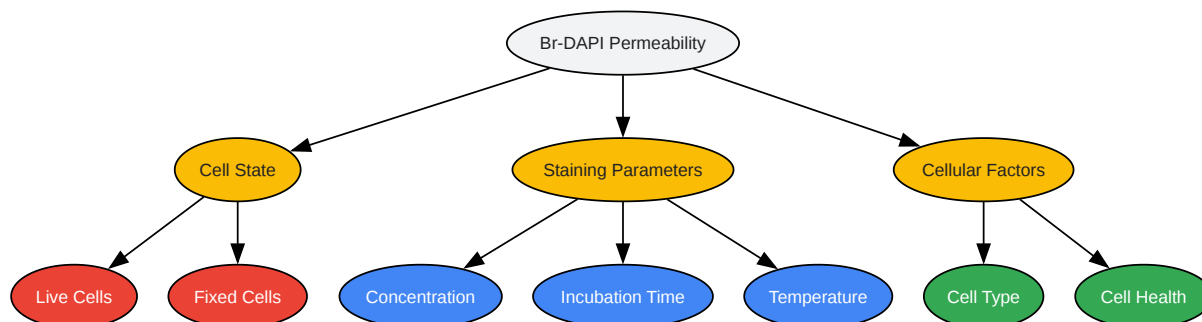 Br-DAPI Permeability
Cell State
Staining Parameters
Cellular Factors
Live Cells
Fixed Cells
Concentration
Incubation Time
Temperature
Cell Type
Cell Health